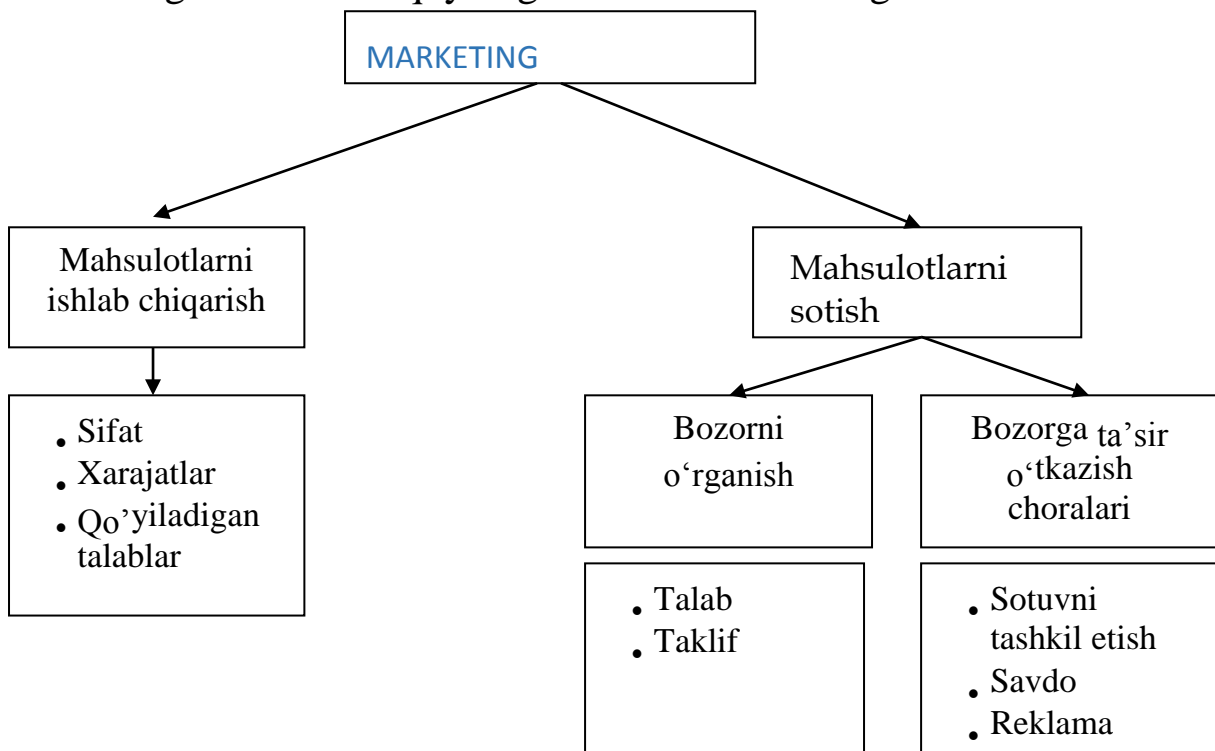 MARKETING
Mahsulotlarni
ishlab chiqarish
Mahsulotlarni
sotish
• Sifat
• Xarajatlar
• Qo’yiladigan
talablar
Bozorni
o‘rganish
Bozorga ta’sir
o‘tkazish
choralari
• Talab
• Taklif
• Sotuvni
tashkil etish
• Savdo
• Reklama